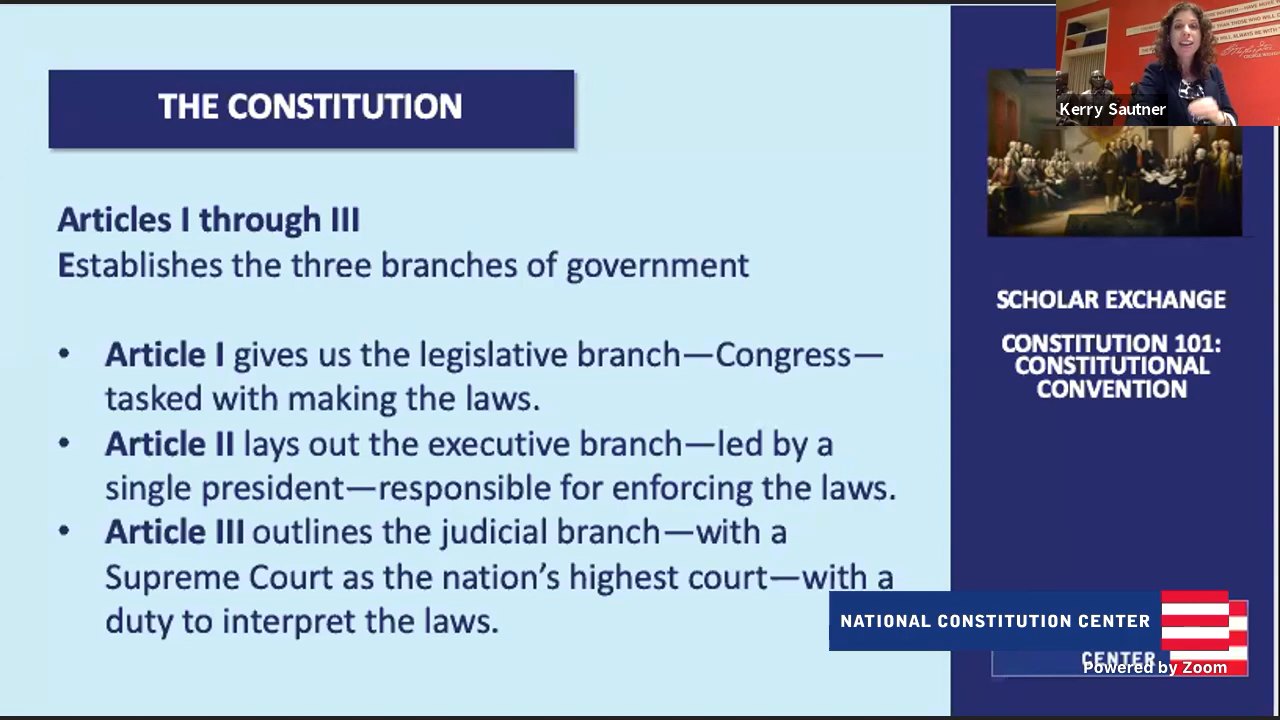 THE CONSTITUTION
Articles I through III
Establishes the three branches of government
• Article I gives us the legislative branch—Congress—
tasked with making the laws.
• Article II lays out the executive branch—led by a
single president—responsible for enforcing the laws.
• Article III outlines the judicial branch—with a
Supreme Court as the nation’s highest court—with a
duty to interpret the laws.
Kerry Sautner
SCHOLAR EXCHANGE
CONSTITUTION 101:
CONSTITUTIONAL
CONVENTION
NATIONAL CONSTITUTION CENTER
CENTER
Powered by Zoom